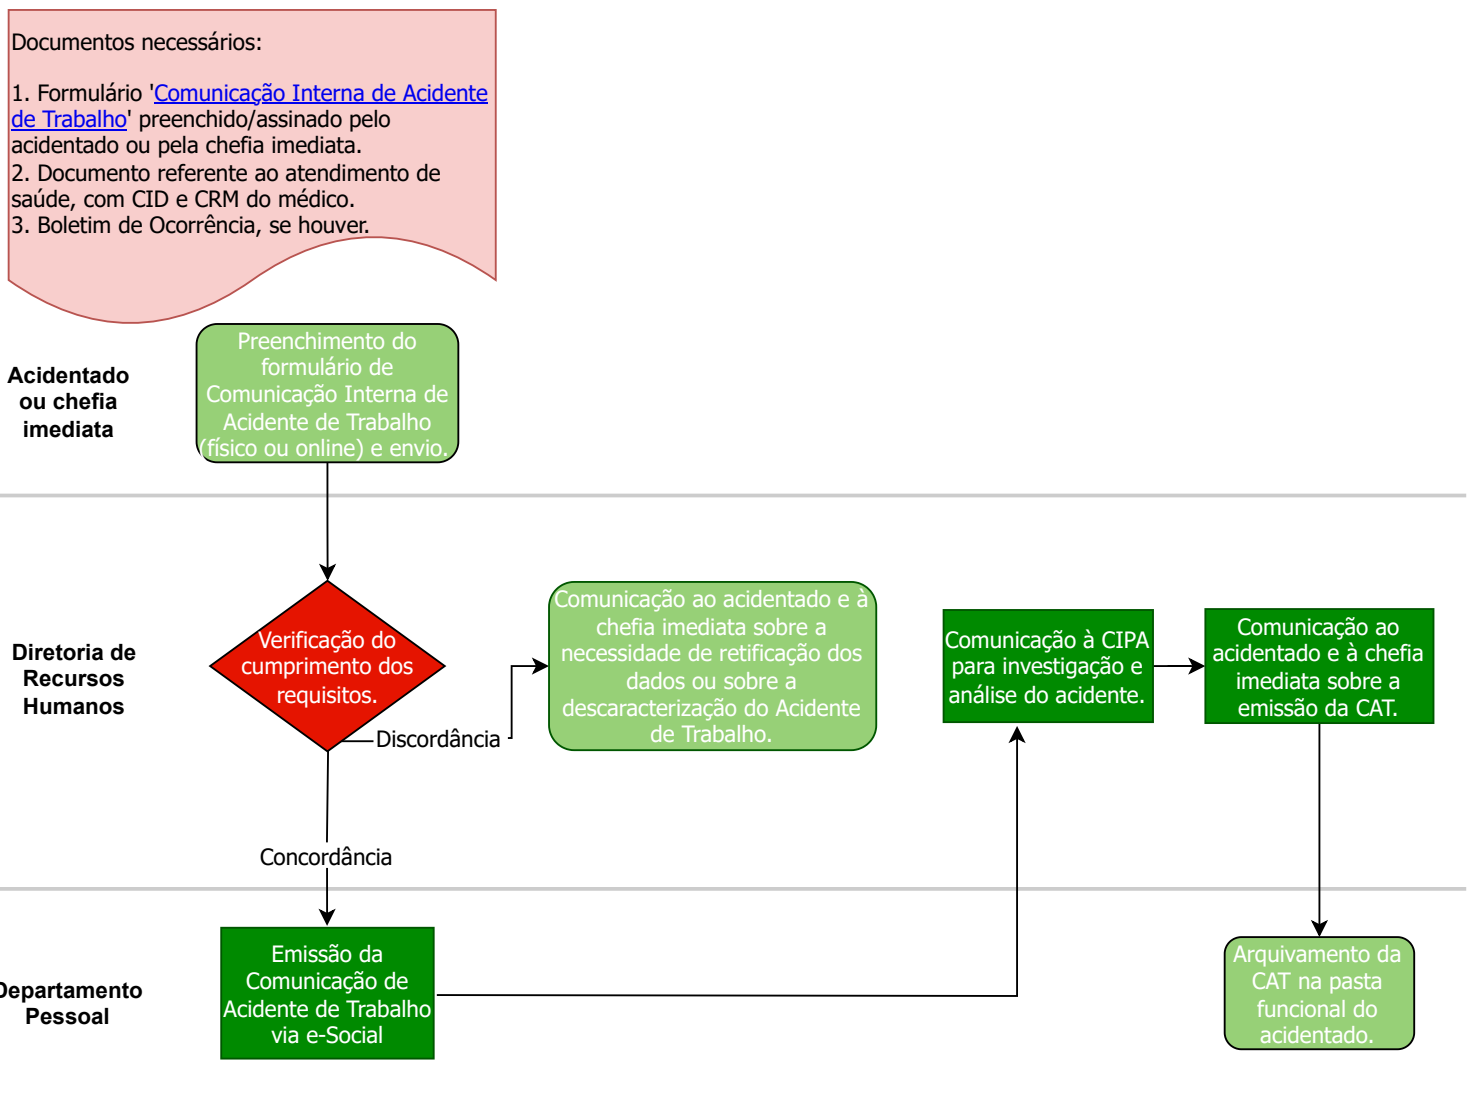 Documentos necessários:
1. Formulário 'Comunicação Interna de Acidente
de Trabalho' preenchido/assinado pelo
acidentado ou pela chefia imediata.
2. Documento referente ao atendimento de
saúde, com CID e CRM do médico.
3. Boletim de Ocorrência, se houver.
Acidentado
ou chefia
imediata
Preenchimento do
formulário de
Comunicação Interna de
Acidente de Trabalho
(físico ou online) e envio.
Diretoria de
Recursos
Humanos
Verificação do
cumprimento dos
requisitos.
Discordância
Comunicação ao acidentado e à
chefia imediata sobre a
necessidade de retificação dos
dados ou sobre a
descaracterização do Acidente
de Trabalho.
Comunicação à CIPA
para investigação e
análise do acidente.
Comunicação ao
acidentado e à chefia
imediata sobre a
emissão da CAT.
Concordância
Departamento
Pessoal
Emissão da
Comunicação de
Acidente de Trabalho
via e-Social
Arquivamento da
CAT na pasta
funcional do
acidentado.